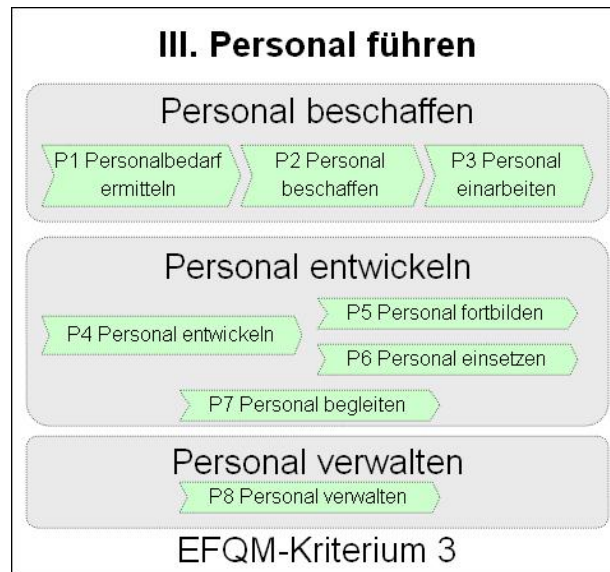 III. Personal führen
Personal beschaffen
P1 Personalbedarf
ermitteln
P2 Personal
beschaffen
P3 Personal
einarbeiten
Personal entwickeln
P4 Personal entwickeln
P5 Personal fortbilden
P6 Personal einsetzen
P7 Personal begleiten
Personal verwalten
P8 Personal verwalten
EFQM-Kriterium 3